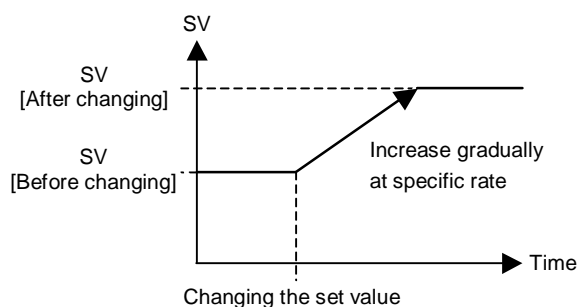 SV
SV
[After changing]
SV
[Before changing]
Increase gradually
at specific rate
Time
Changing the set value